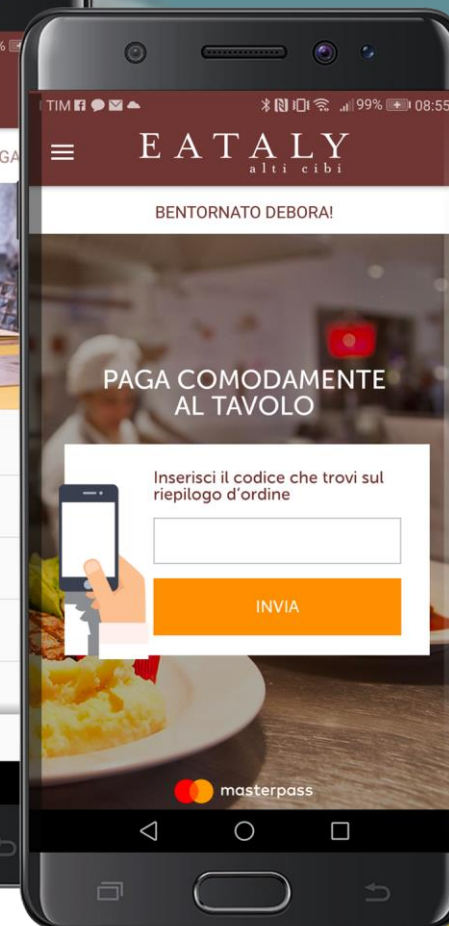 %
GA
TIM 99% 08:55
EATALY
alti cibi
BENTORNATO DEBORA!
PAGA COMODAMENTE
AL TAVOLO
Inserisci il codice che trovi sul
riepilogo d'ordine
INVIA
masterpass